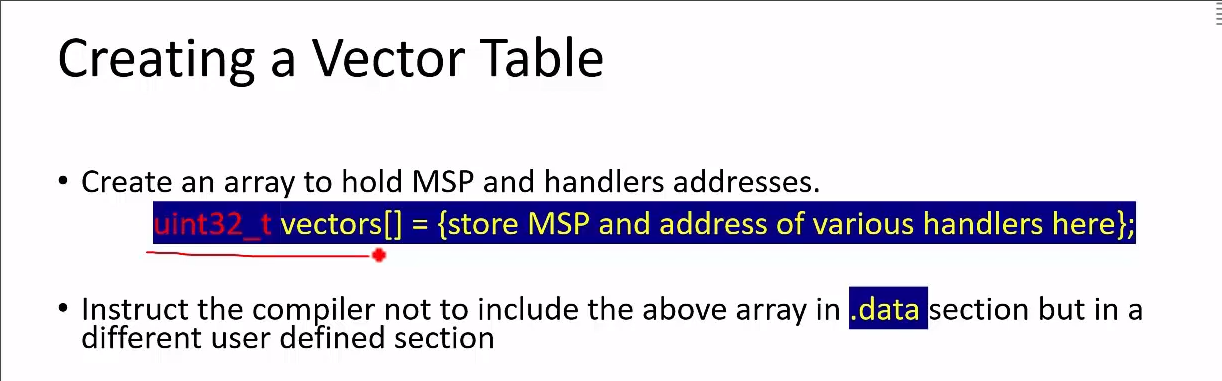 Creating a Vector Table
• Create an array to hold MSP and handlers addresses.
uint32_t vectors[] = {store MSP and address of various handlers here};
• Instruct the compiler not to include the above array in .data section but in a
different user defined section